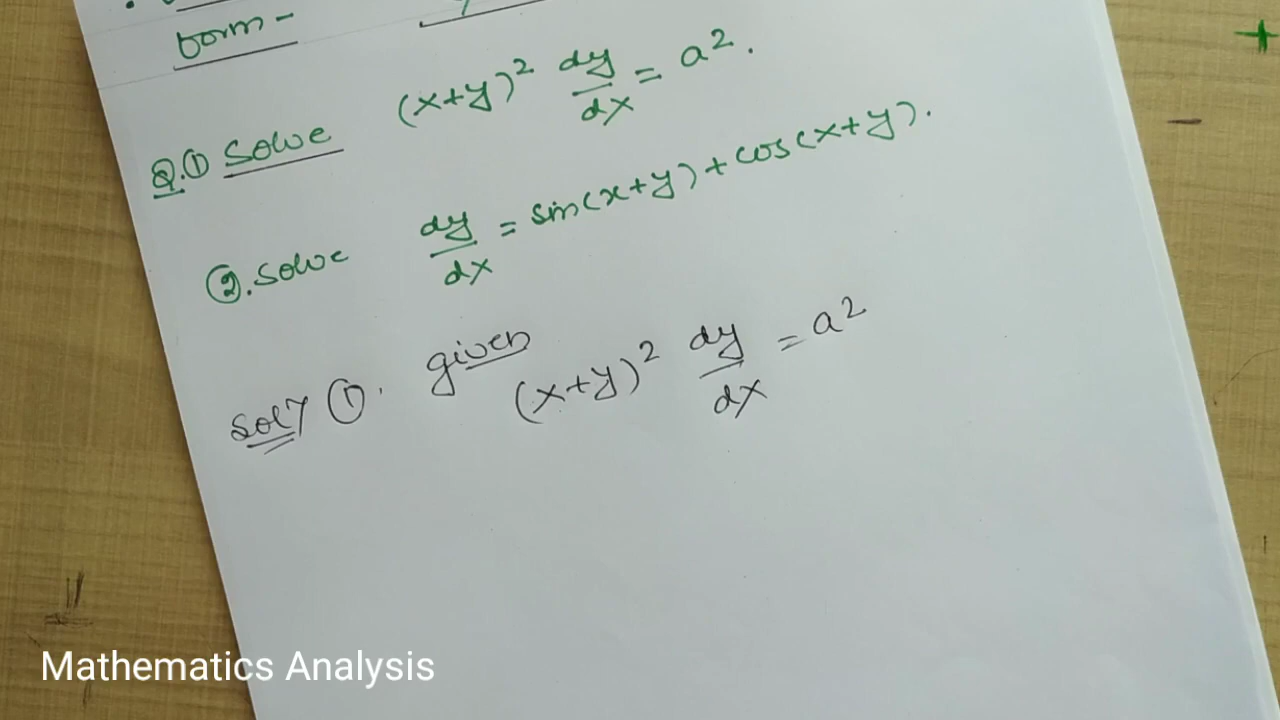 form -
Q.① Solve (x+y)² dy/dx = a².
②. Solve dy/dx = sin(x+y) + cos(x+y).
Solⁿ ①. given (x+y)² dy/dx = a²
Mathematics Analysis